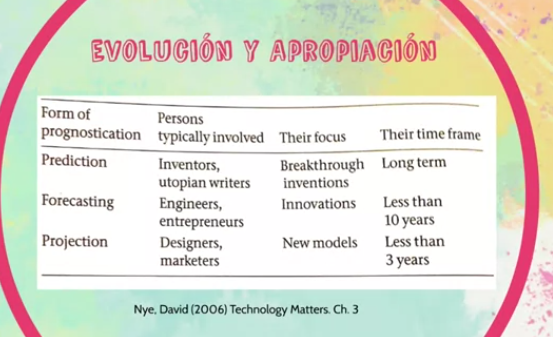 EVOLUCIÓN Y APROPIACIÓN
Form of prognostication Persons typically involved Their focus Their time frame
Prediction Inventors, utopian writers Breakthrough inventions Long term
Forecasting Engineers, entrepreneurs Innovations Less than 10 years
Projection Designers, marketers New models Less than 3 years
Nye, David (2006) Technology Matters. Ch. 3